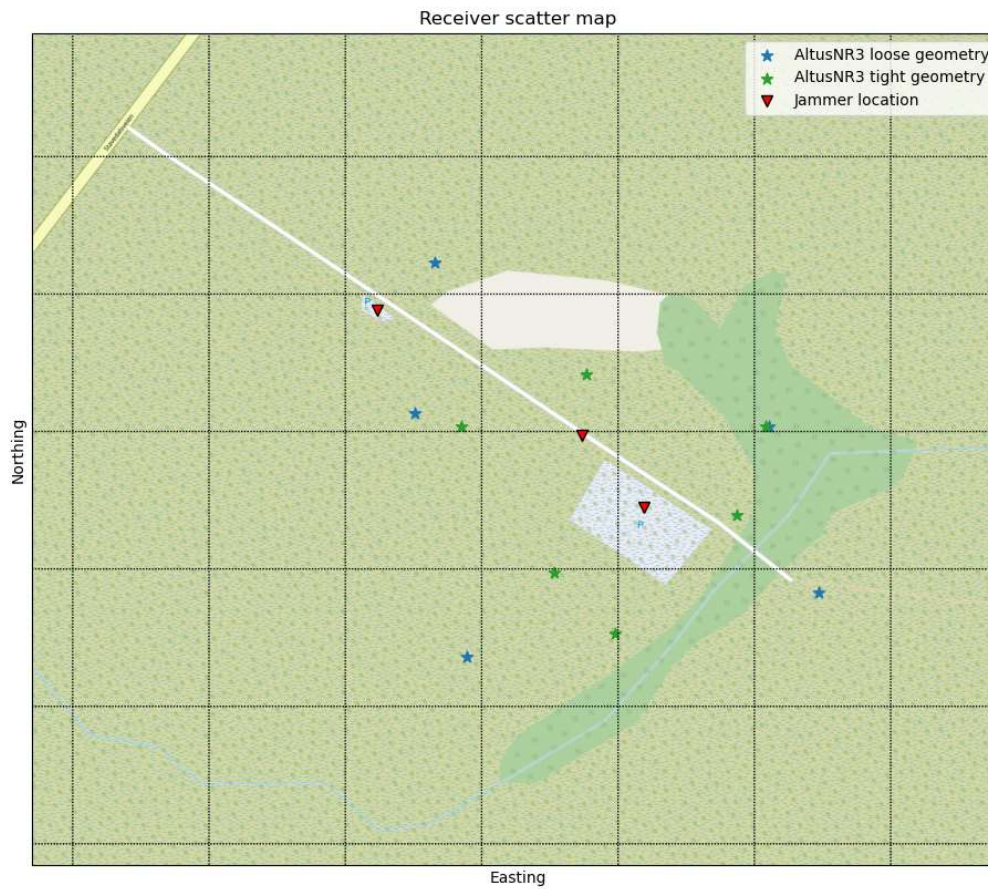 Receiver scatter map
AltusNR3 loose geometry
AltusNR3 tight geometry
Jammer location
P
P
Northing
Easting